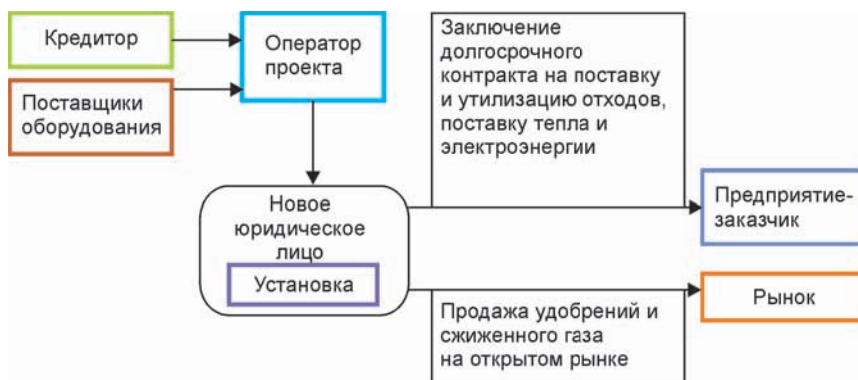 Кредитор
Поставщики
оборудования
Оператор
проекта
Заключение
долгосрочного
контракта на поставку
и утилизацию отходов,
поставку тепла и
электроэнергии
Новое
юридическое
лицо
Установка
Предприятие-
заказчик
Продажа удобрений и
сжиженного газа
на открытом рынке
Рынок